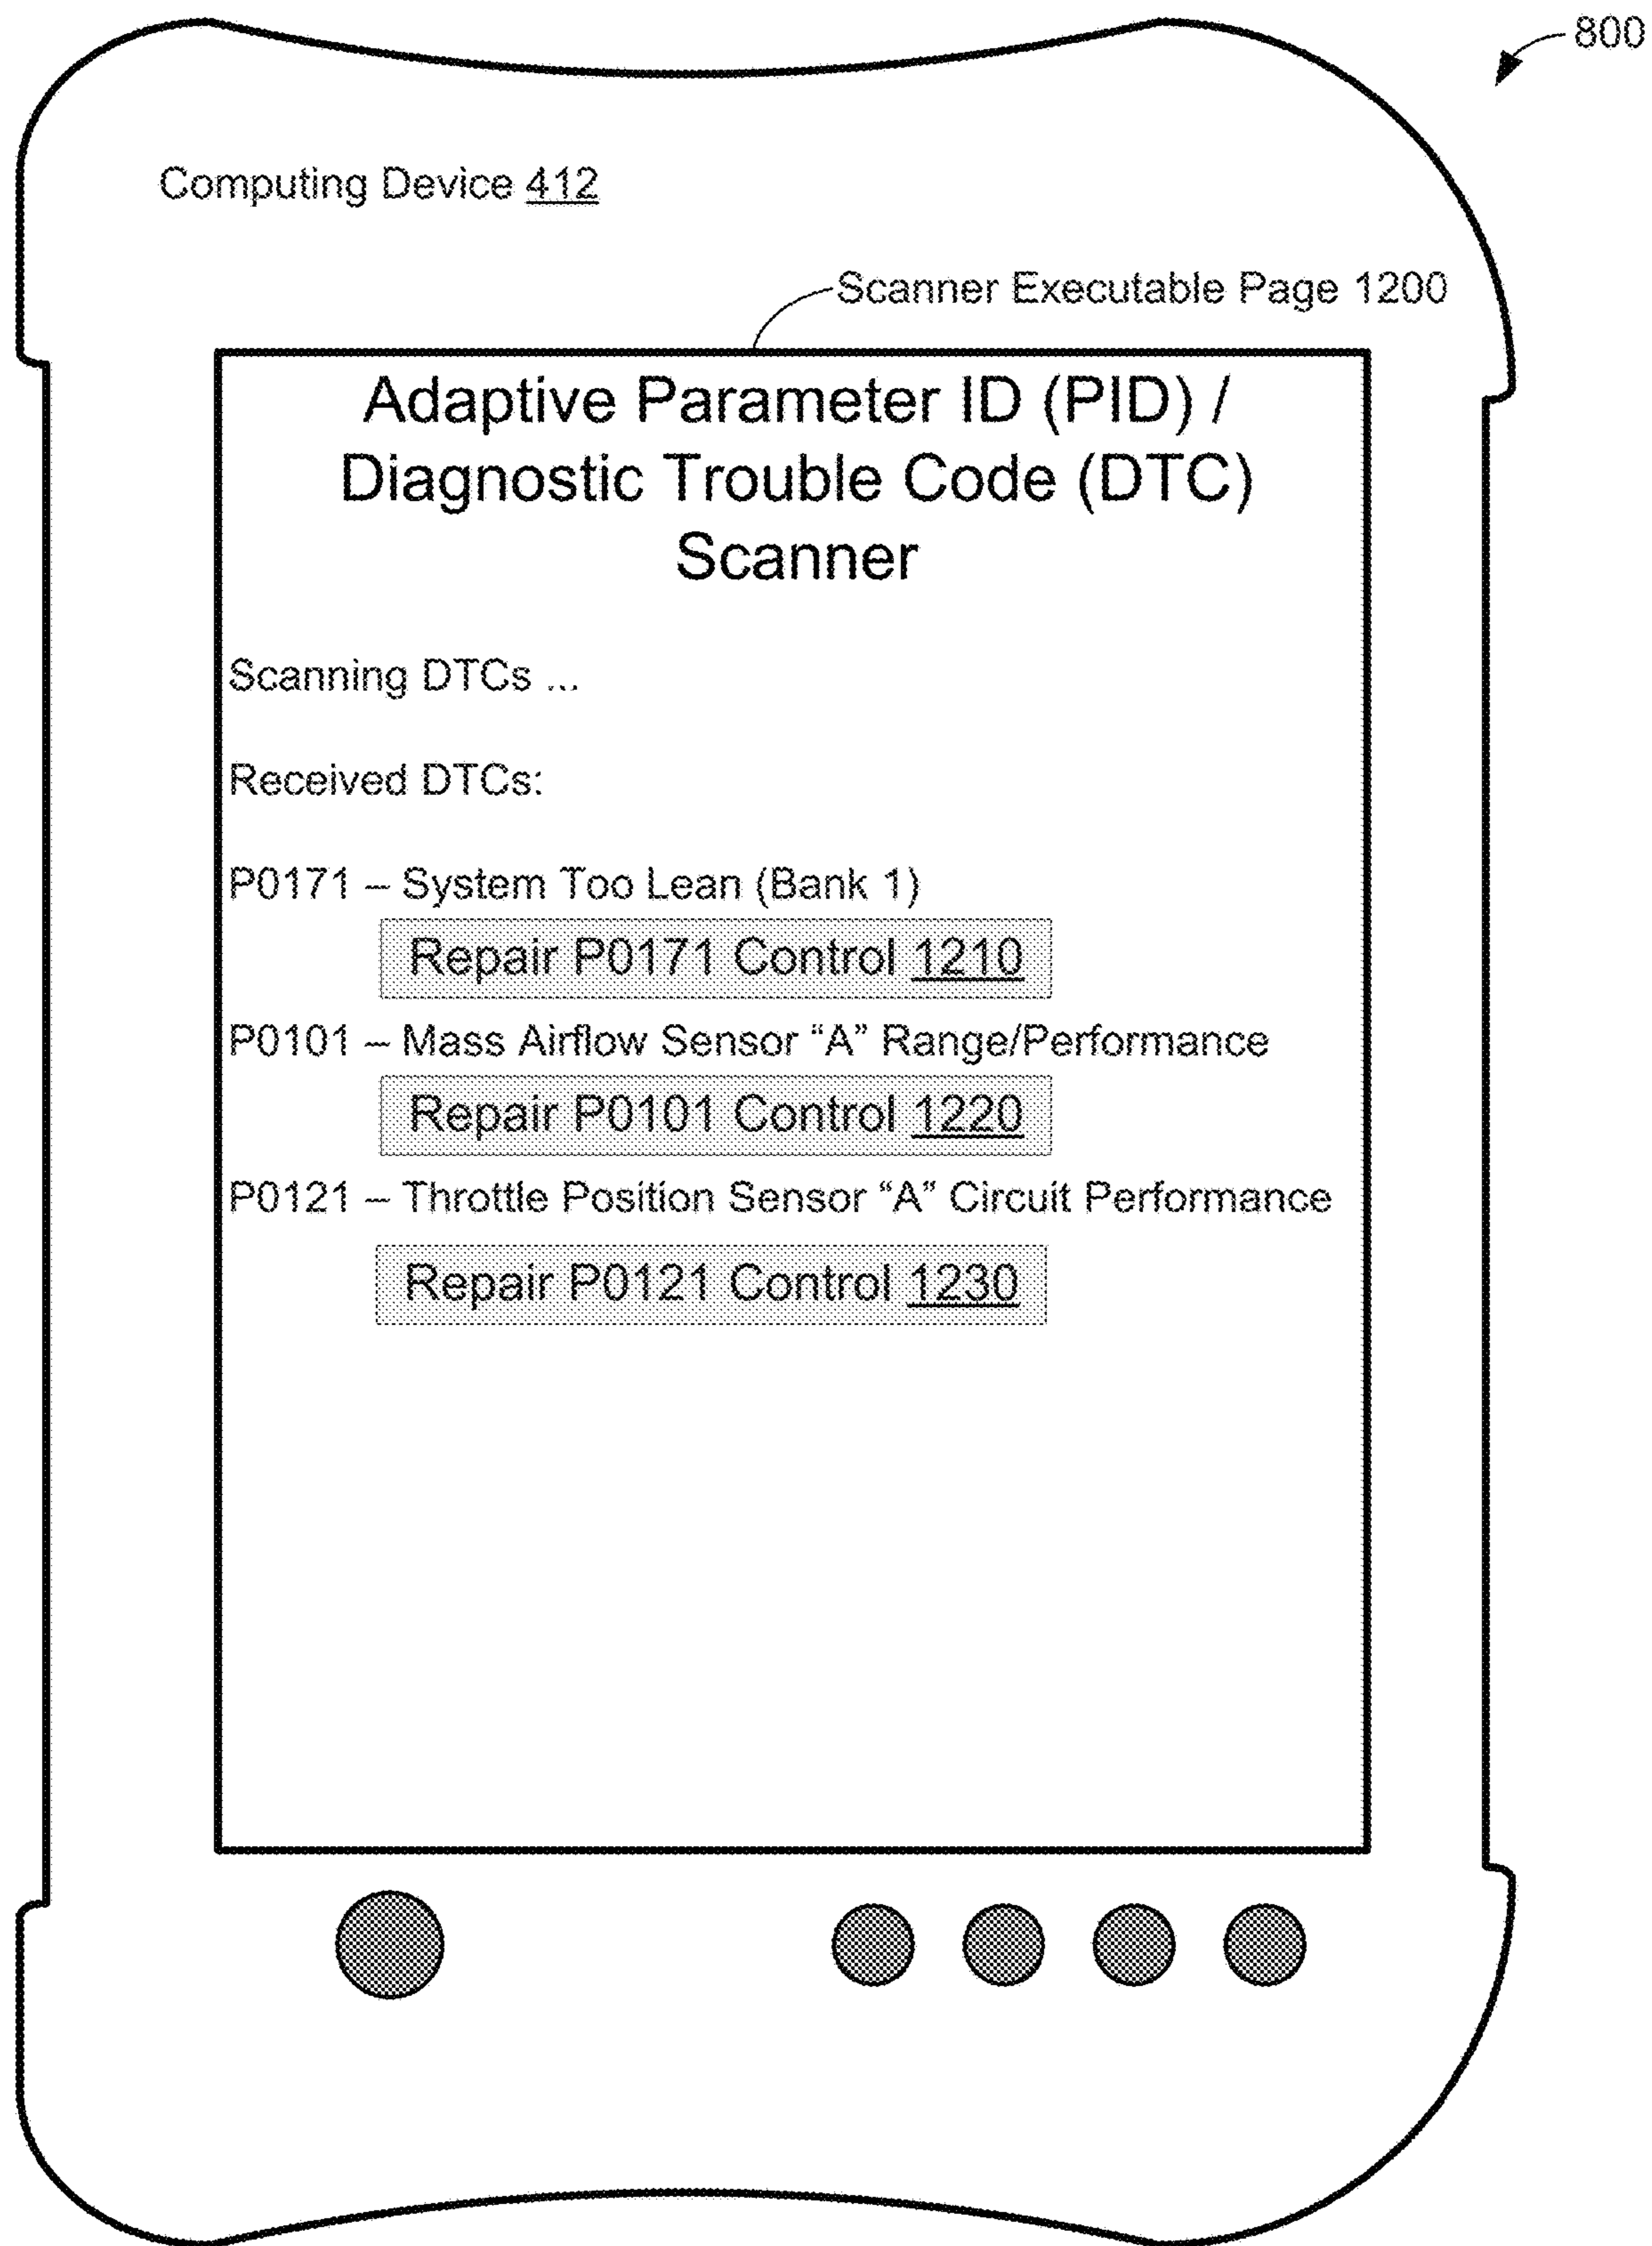 800
Computing Device 412
Scanner Executable Page 1200
Adaptive Parameter ID (PID) /
Diagnostic Trouble Code (DTC)
Scanner
Scanning DTCs ...
Received DTCs:
P0171 – System Too Lean (Bank 1)
Repair P0171 Control 1210
P0101 – Mass Airflow Sensor “A” Range/Performance
Repair P0101 Control 1220
P0121 – Throttle Position Sensor “A” Circuit Performance
Repair P0121 Control 1230